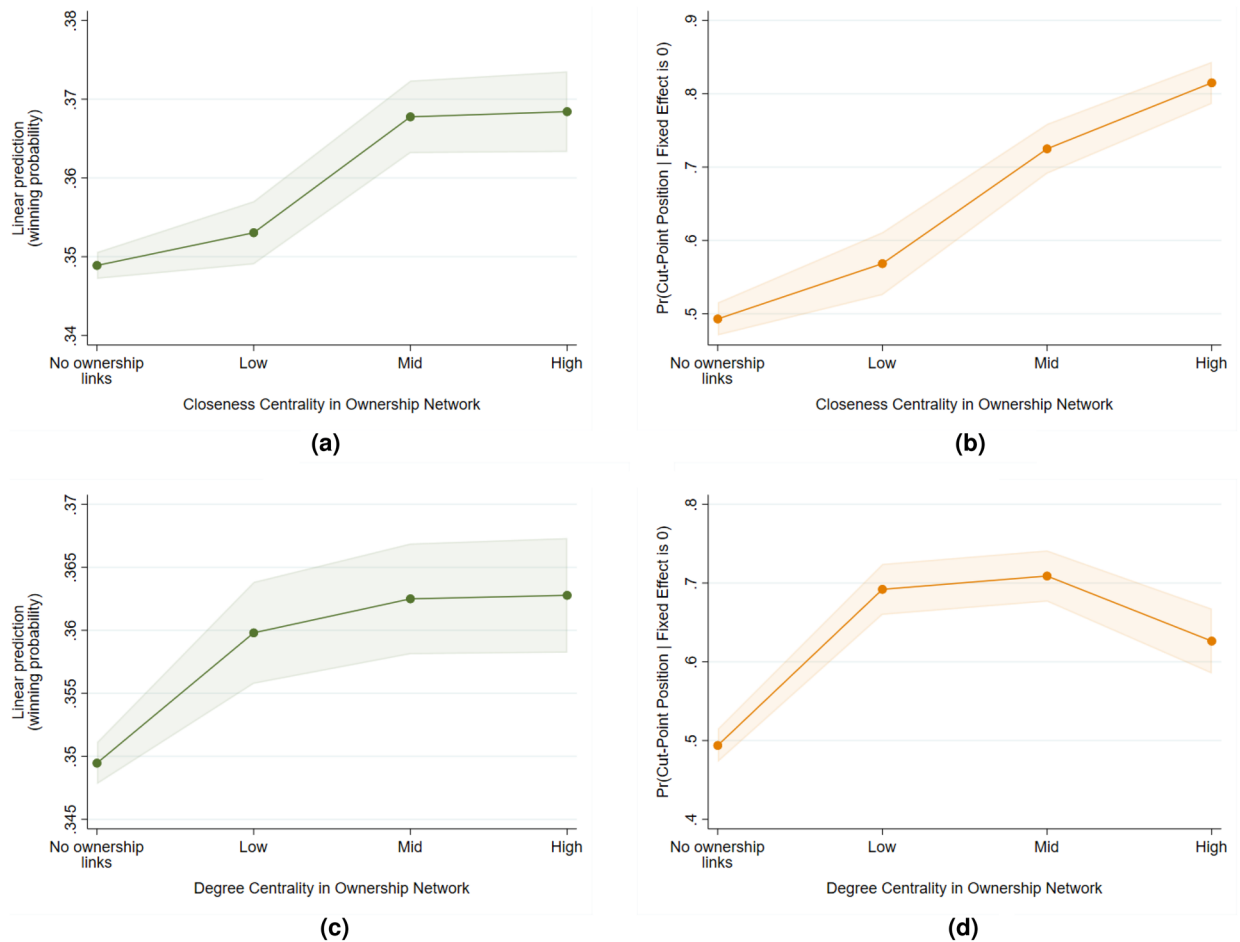 .38
.37
.36
.35
.34
Linear prediction
(winning probability)
No ownership
links
Low
Mid
High
Closeness Centrality in Ownership Network
(a)
.9
.8
.7
.6
.5
Pr(Cut-Point Position | Fixed Effect is 0)
No ownership
links
Low
Mid
High
Closeness Centrality in Ownership Network
(b)
.37
.365
.36
.355
.35
.345
Linear prediction
(winning probability)
No ownership
links
Low
Mid
High
Degree Centrality in Ownership Network
(c)
.8
.7
.6
.5
.4
Pr(Cut-Point Position | Fixed Effect is 0)
No ownership
links
Low
Mid
High
Degree Centrality in Ownership Network
(d)